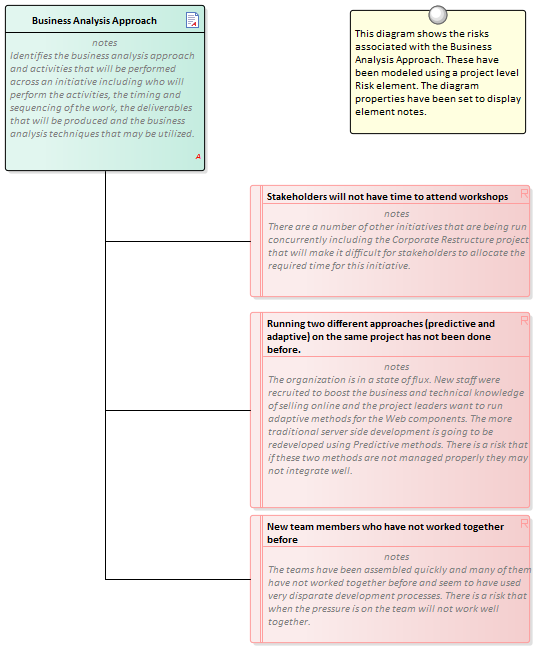 Business Analysis Approach
notes
Identifies the business analysis approach
and activities that will be performed
across an initiative including who will
perform the activities, the timing and
sequencing of the work, the deliverables
that will be produced and the business
analysis techniques that may be utilized.
A
This diagram shows the risks
associated with the Business
Analysis Approach. These have
been modeled using a project level
Risk element. The diagram
properties have been set to display
element notes.
Stakeholders will not have time to attend workshops
R
notes
There are a number of other initiatives that are being run
concurrently including the Corporate Restructure project
that will make it difficult for stakeholders to allocate the
required time for this initiative.
Running two different approaches (predictive and
adaptive) on the same project has not been done
before.
R
notes
The organization is in a state of flux. New staff were
recruited to boost the business and technical knowledge
of selling online and the project leaders want to run
adaptive methods for the Web components. The more
traditional server side development is going to be
redeveloped using Predictive methods. There is a risk that
if these two methods are not managed properly they may
not integrate well.
New team members who have not worked together
before
R
notes
The teams have been assembled quickly and many of them
have not worked together before and seem to have used
very disparate development processes. There is a risk that
when the pressure is on the team will not work well
together.